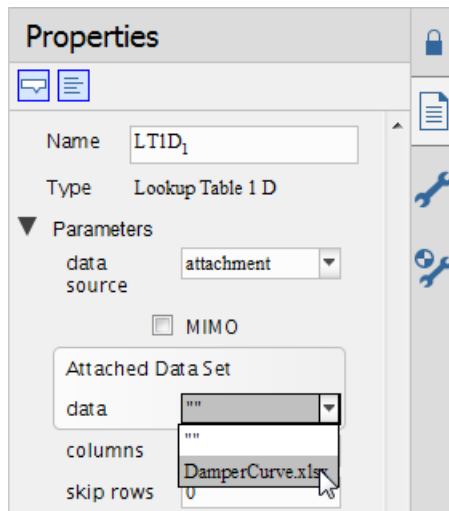 Properties
Name LT1D1
Type Lookup Table 1 D
Parameters
data source attachment
MIMO
Attached Data Set
data ""
""
columns
DamperCurve.xlsx
skip rows 0